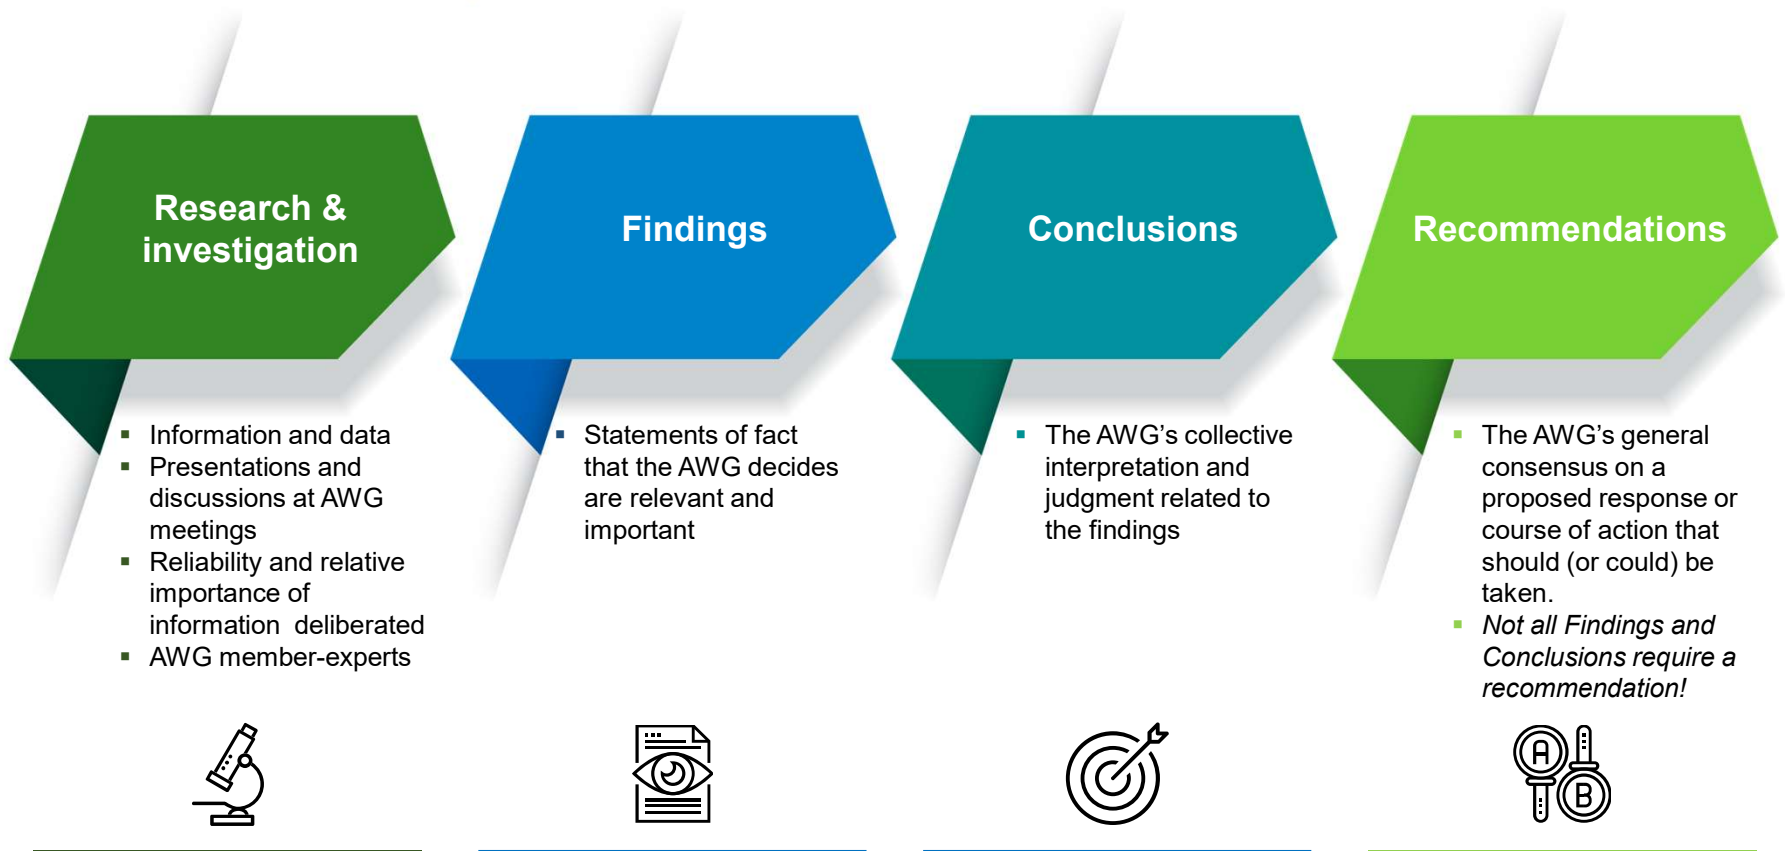 Research &
investigation
Findings
Conclusions
Recommendations
▪ Information and data
▪ Presentations and
discussions at AWG
meetings
▪ Reliability and relative
importance of
information  deliberated
▪ AWG member-experts
▪ Statements of fact
that the AWG decides
are relevant and
important
▪ The AWG’s collective
interpretation and
judgment related to
the findings
▪ The AWG’s general
consensus on a
proposed response or
course of action that
should (or could) be
taken.
▪ Not all Findings and
Conclusions require a
recommendation!
A
B